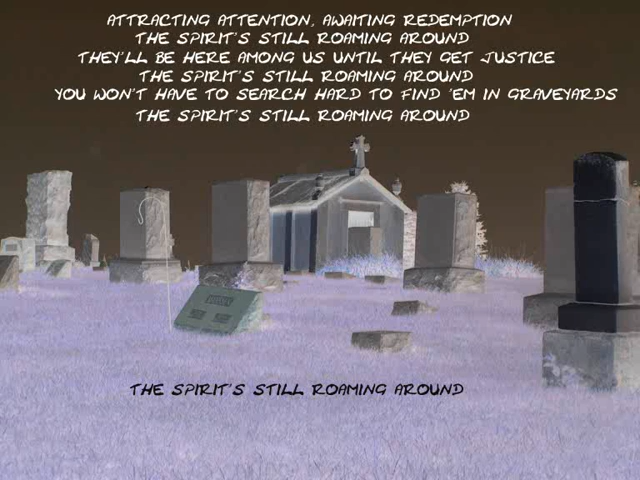 ATTRACTING ATTENTION, AWAITING REDEMPTION
THE SPIRIT'S STILL ROAMING AROUND
THEY'LL BE HERE AMONG US UNTIL THEY GET JUSTICE
THE SPIRIT'S STILL ROAMING AROUND
YOU WON'T HAVE TO SEARCH HARD TO FIND 'EM IN GRAVEYARDS
THE SPIRIT'S STILL ROAMING AROUND
THE SPIRIT'S STILL ROAMING AROUND